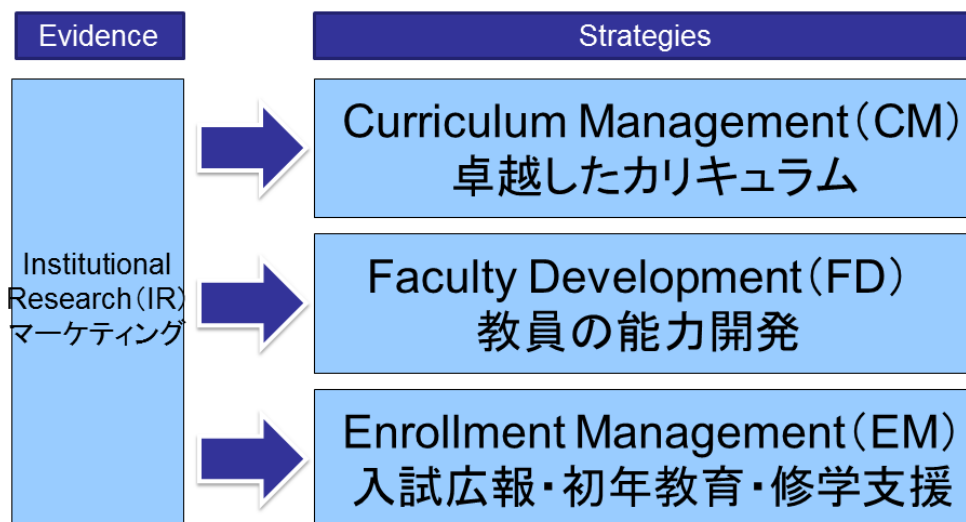 Evidence
Strategies
Institutional
Research(IR)
マーケティング
Curriculum Management(CM)
卓越したカリキュラム
Faculty Development(FD)
教員の能力開発
Enrollment Management(EM)
入試広報・初年教育・修学支援